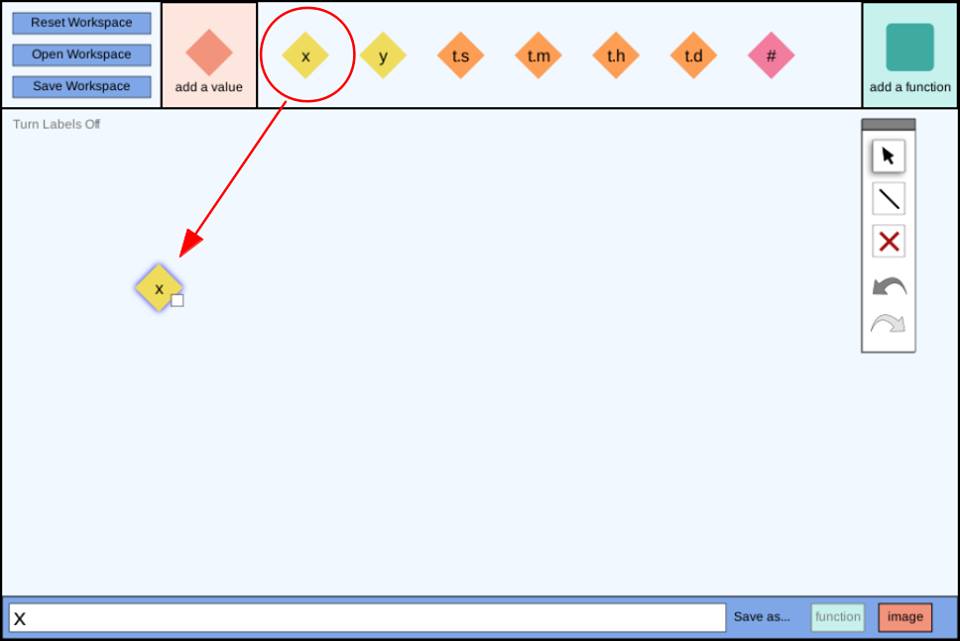 Reset Workspace
Open Workspace
Save Workspace
add a value
x
y
t.s
t.m
t.h
t.d
#
add a function
Turn Labels Off
x
x
Save as...
function
image